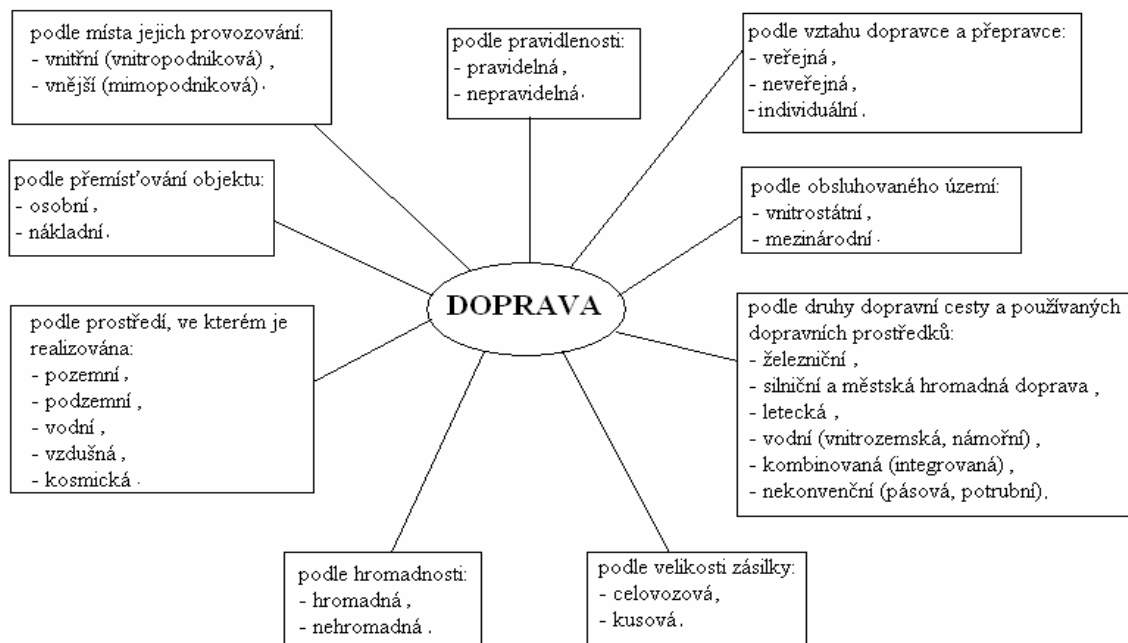 podle místa jejich provozování:
- vnitřní (vnitropodniková) ,
- vnější (mimopodniková).
podle pravidlenosti:
- pravidelná,
- nepravidelná.
podle vztahu dopravce a přepravce:
- veřejná,
- neveřejná,
- individuální.
podle přemísťování objektu:
- osobní,
- nákladní.
podle obsluhovaného území:
- vnitrostátní,
- mezinárodní.
DOPRAVA
podle prostředí, ve kterém je
realizována:
- pozemní,
- podzemní,
- vodní,
- vzdušná,
- kosmická.
podle druhy dopravní cesty a používaných
dopravních prostředků:
- železniční,
- silniční a městská hromadná doprava ,
- letecká ,
- vodní (vnitrozemská, námořní) ,
- kombinovaná (integrovaná) ,
- nekonvenční (pásová, potrubní).
podle hromadnosti:
- hromadná ,
- nehromadná .
podle velikosti zásilky:
- celovozová,
- kusová.